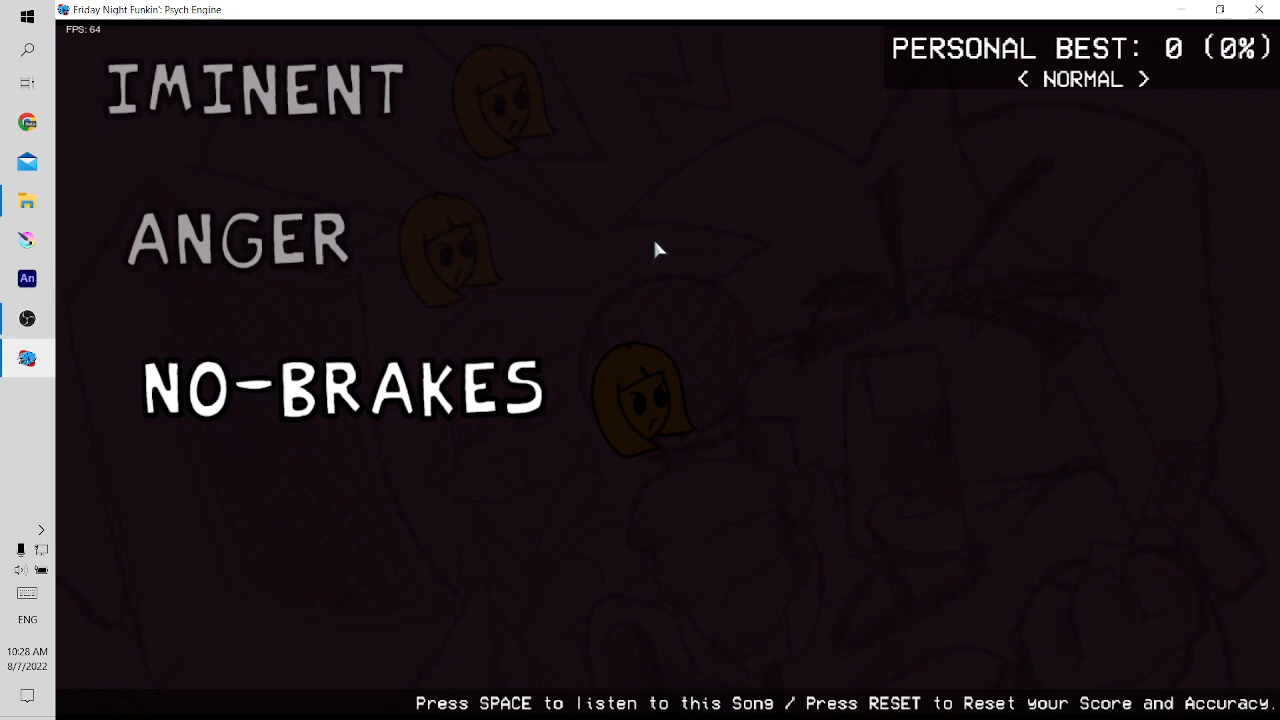 Friday Night Funkin': Psych Engine
FPS: 64
PERSONAL BEST: 0 (0%)
< NORMAL >
IMINENT
ANGER
NO-BRAKES
Beta
An
ENG
10:28 AM
8/7/2022
Press SPACE to listen to this Song / Press RESET to Reset your Score and Accuracy.